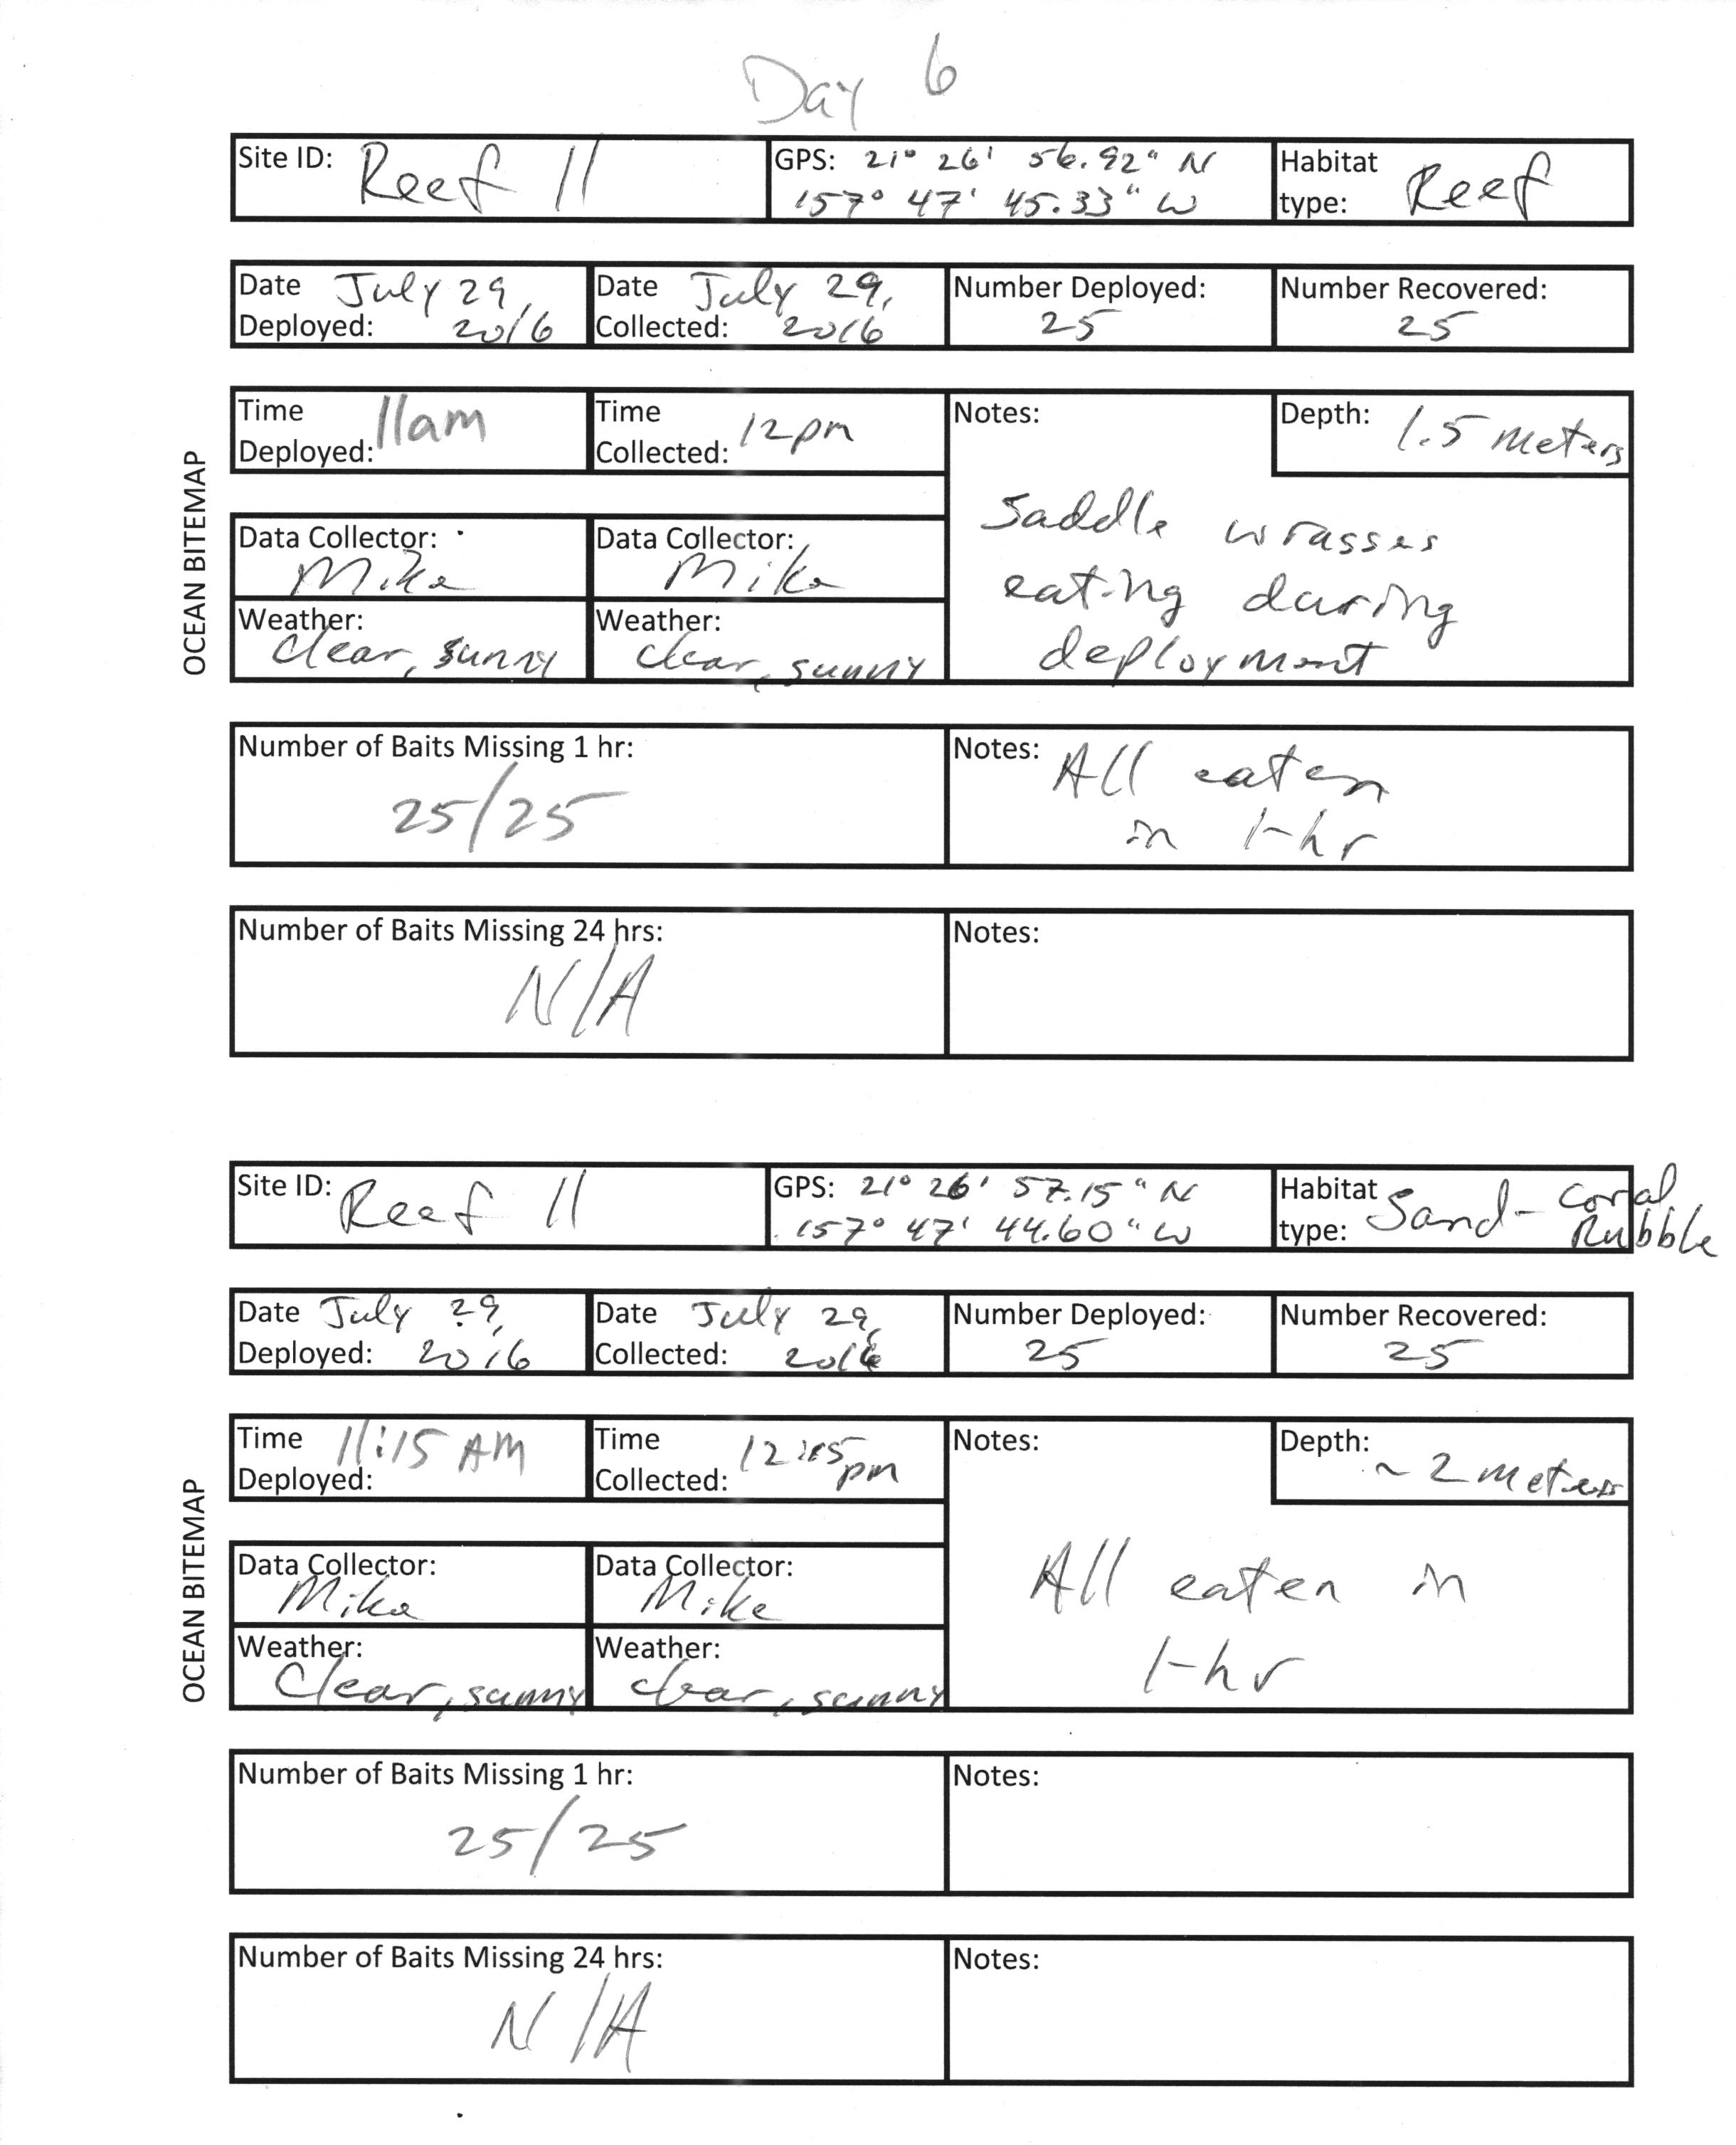 Day 6
Site ID: Reef 11
GPS: 21° 26' 56.92" N
157° 47' 45.33" W
Habitat
type: Reef
Date
Deployed: July 29,
2016
Date
Collected: July 29,
2016
Number Deployed:
25
Number Recovered:
25
Time
Deployed: 11am
Time
Collected: 12pm
Notes:
Depth: 1.5 meters
Saddle wrasses
eating during
deployment
OCEAN BITEMAP
Data Collector:
Mike
Data Collector:
Mike
Weather:
clear, sunny
Weather:
clear, sunny
Number of Baits Missing 1 hr:
25/25
Notes: All eaten
in 1-hr
Number of Baits Missing 24 hrs:
N/A
Notes:
Site ID: Reef 11
GPS: 21° 26' 57.15" N
157° 47' 44.60" W
Habitat
type: Sand- Coral
Rubble
Date
Deployed: July 29,
2016
Date
Collected: July 29,
2016
Number Deployed:
25
Number Recovered:
25
Time
Deployed: 11:15 AM
Time
Collected: 12:15
pm
Notes:
Depth:
~ 2 meters
All eaten in
1-hr
OCEAN BITEMAP
Data Collector:
Mike
Data Collector:
Mike
Weather:
Clear, sunny
Weather:
clear, sunny
Number of Baits Missing 1 hr:
25/25
Notes:
Number of Baits Missing 24 hrs:
N/A
Notes: